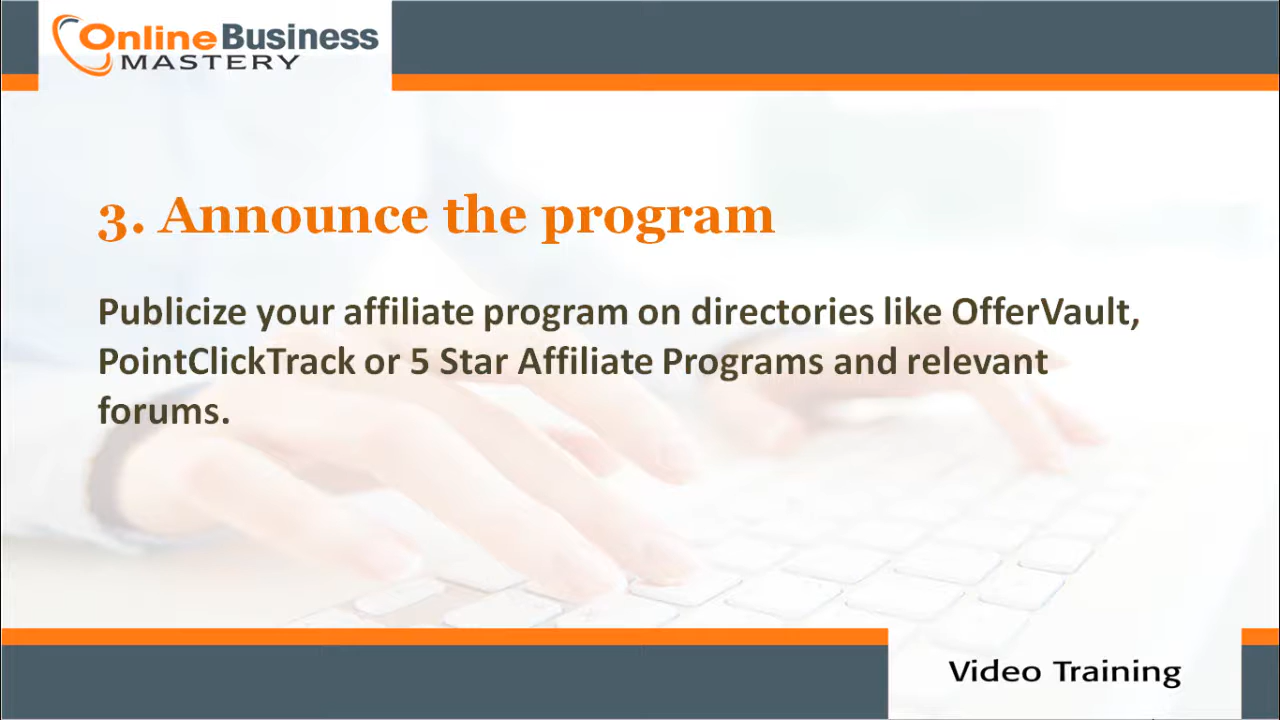 Online Business
MASTERY
3. Announce the program
Publicize your affiliate program on directories like OfferVault,
PointClickTrack or 5 Star Affiliate Programs and relevant
forums.
Video Training